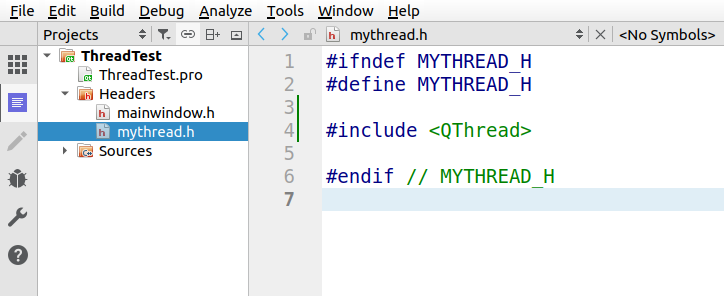 File Edit Build Debug Analyze Tools Window Help
Projects mythread.h <No Symbols>
ThreadTest
ThreadTest.pro
Headers
mainwindow.h
mythread.h
Sources
1 #ifndef MYTHREAD_H
2 #define MYTHREAD_H
3
4 #include <QThread>
5
6 #endif // MYTHREAD_H
7